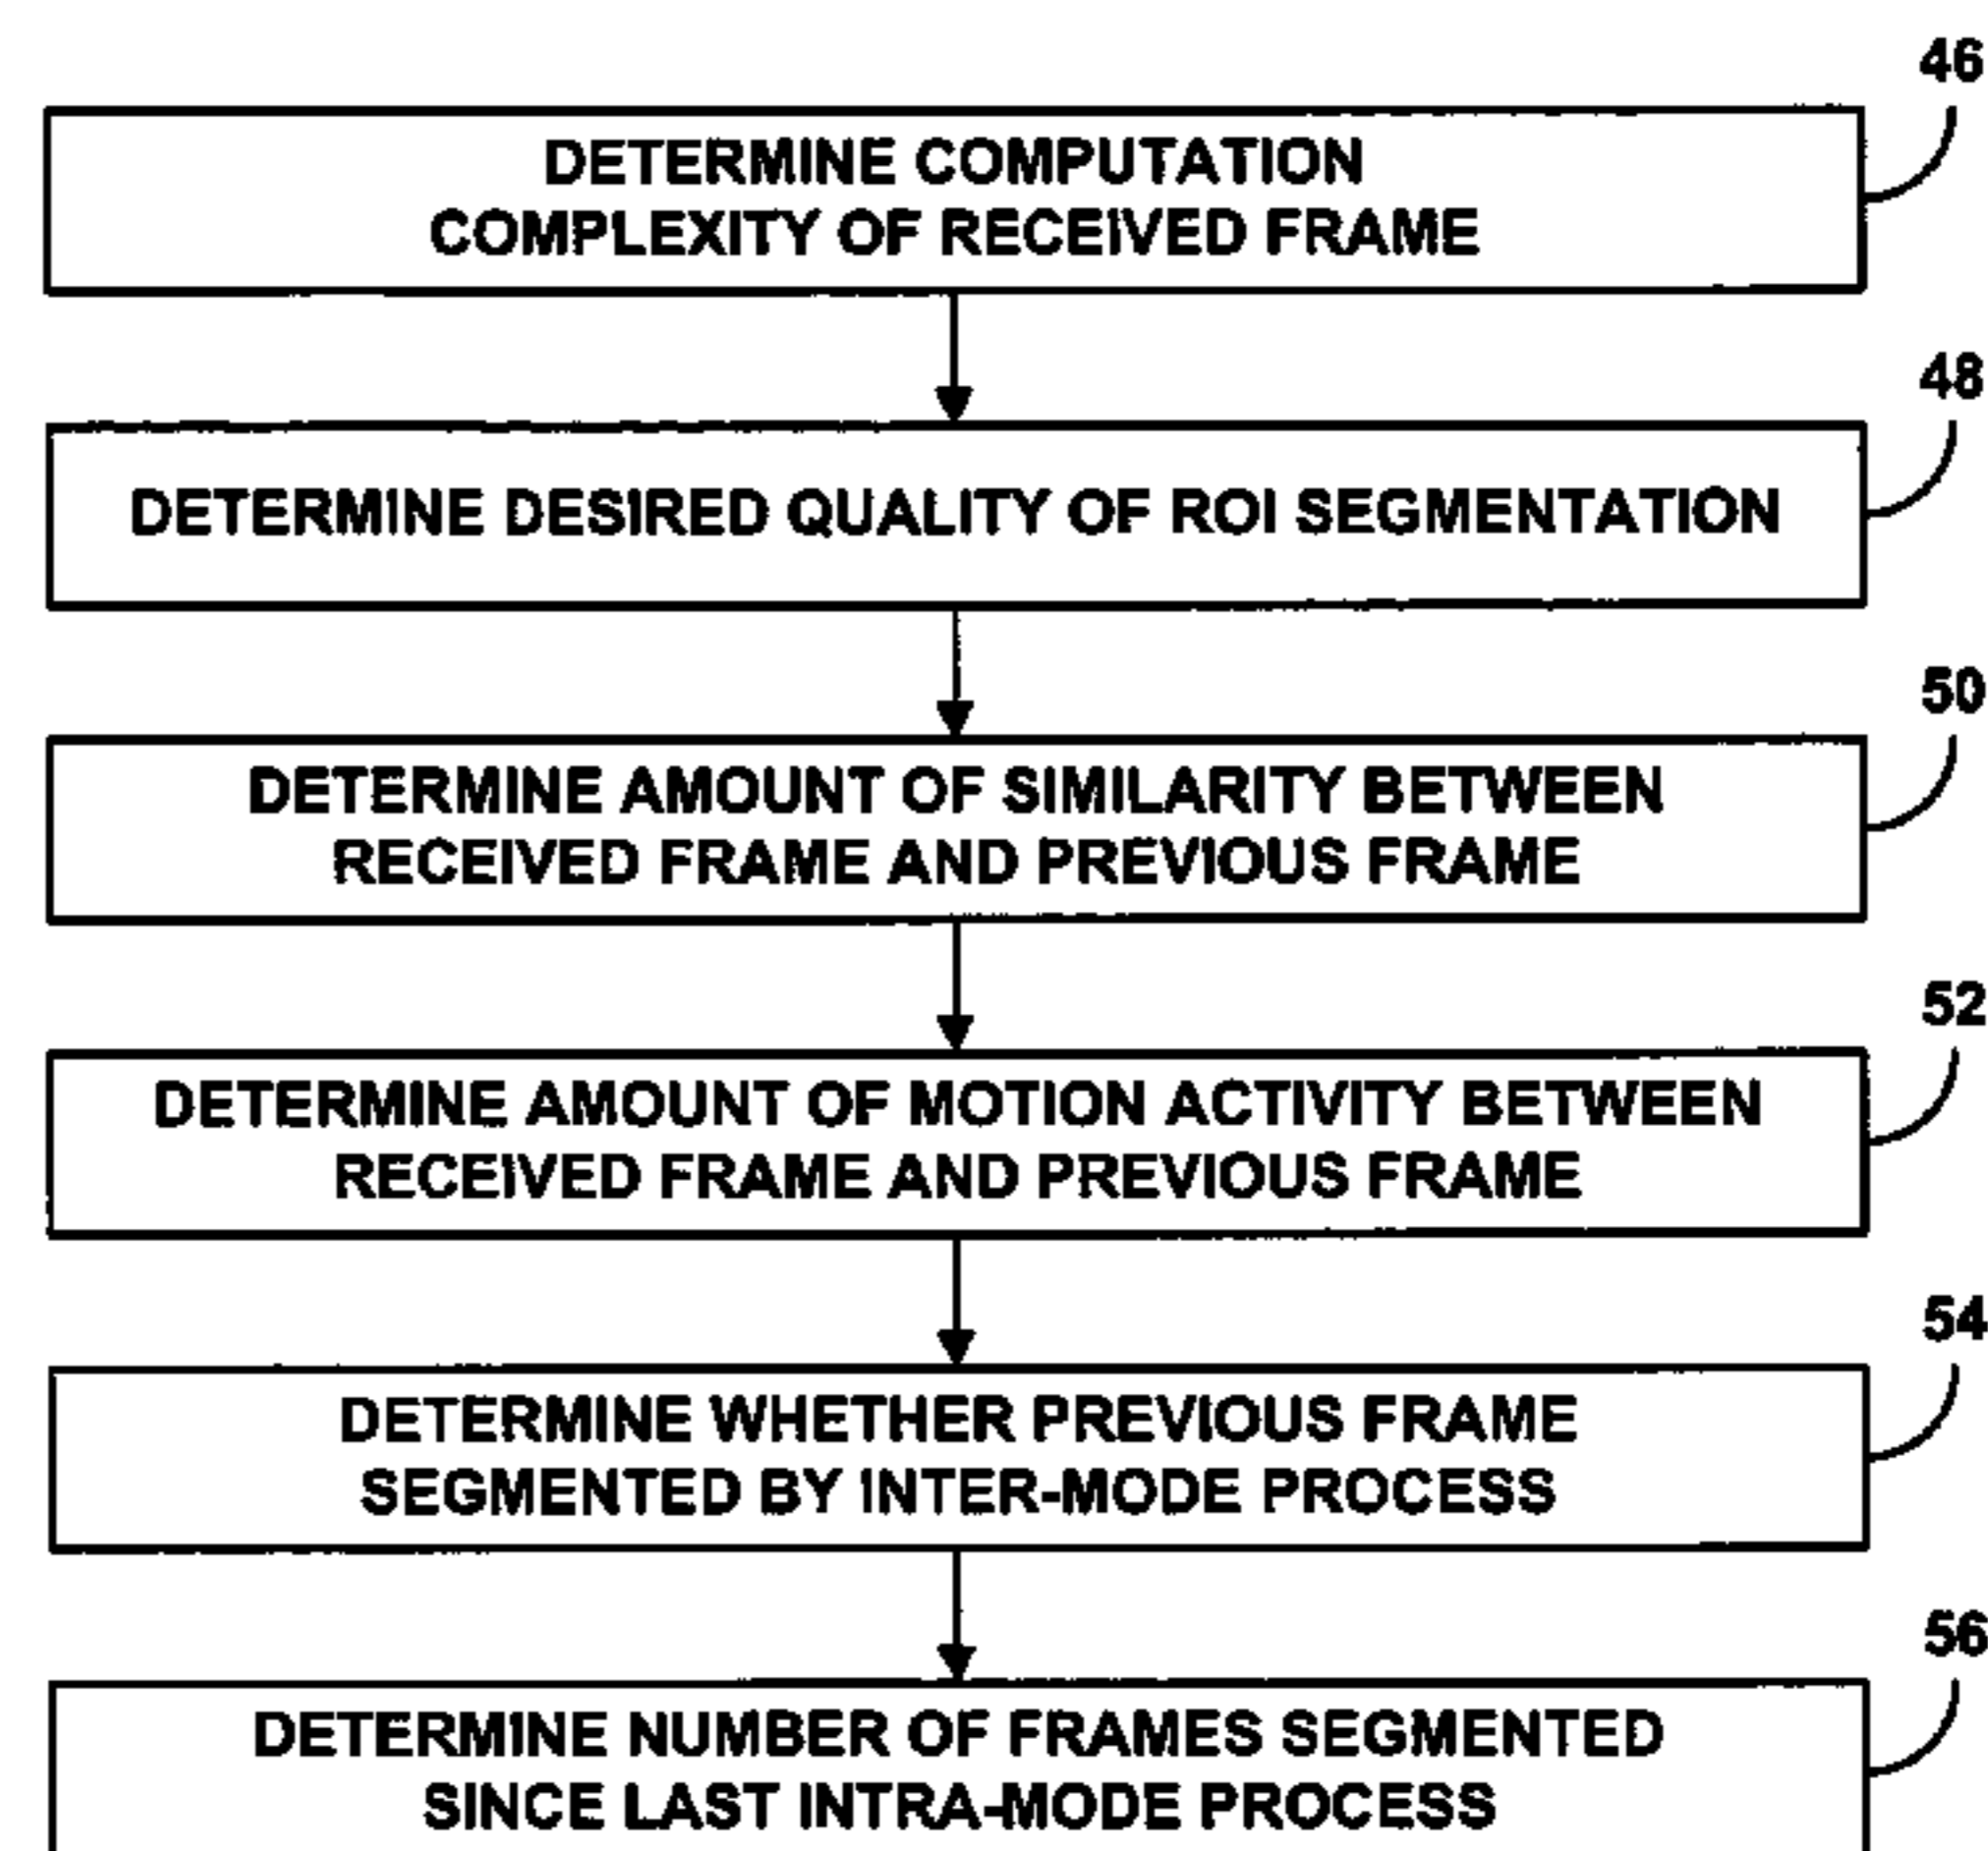 46
DETERMINE COMPUTATION
COMPLEXITY OF RECEIVED FRAME
48
DETERMINE DESIRED QUALITY OF ROI SEGMENTATION
50
DETERMINE AMOUNT OF SIMILARITY BETWEEN
RECEIVED FRAME AND PREVIOUS FRAME
52
DETERMINE AMOUNT OF MOTION ACTIVITY BETWEEN
RECEIVED FRAME AND PREVIOUS FRAME
54
DETERMINE WHETHER PREVIOUS FRAME
SEGMENTED BY INTER-MODE PROCESS
56
DETERMINE NUMBER OF FRAMES SEGMENTED
SINCE LAST INTRA-MODE PROCESS